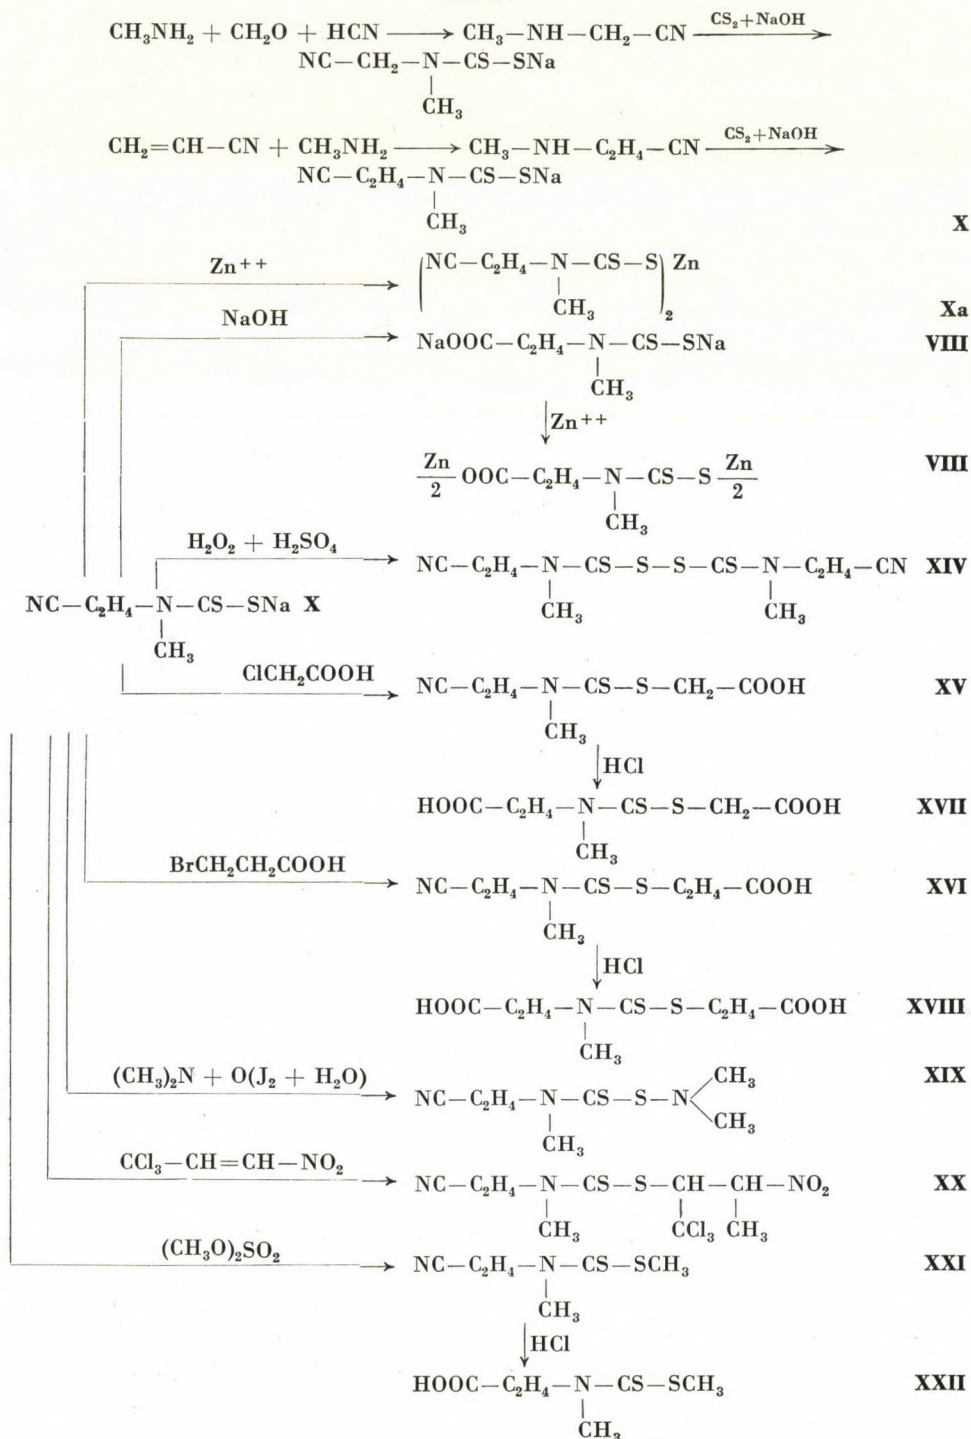 CH₃NH₂ + CH₂O + HCN ⟶ CH₃—NH—CH₂—CN —CS₂+NaOH→
NC—CH₂—N—CS—SNa
CH₃
CH₂=CH—CN + CH₃NH₂ ⟶ CH₃—NH—C₂H₄—CN —CS₂+NaOH→
NC—C₂H₄—N—CS—SNa
CH₃ X
Zn++ (NC—C₂H₄—N—CS—S)₂ Zn
CH₃ Xa
NaOH NaOOC—C₂H₄—N—CS—SNa VIII
CH₃
Zn++
Zn/2 OOC—C₂H₄—N—CS—S Zn/2 VIII
CH₃
H₂O₂ + H₂SO₄ NC—C₂H₄—N—CS—S—S—CS—N—C₂H₄—CN XIV
CH₃ CH₃
NC—C₂H₄—N—CS—SNa X
CH₃
ClCH₂COOH NC—C₂H₄—N—CS—S—CH₂—COOH XV
CH₃
HCl
HOOC—C₂H₄—N—CS—S—CH₂—COOH XVII
CH₃
BrCH₂CH₂COOH NC—C₂H₄—N—CS—S—C₂H₄—COOH XVI
CH₃
HCl
HOOC—C₂H₄—N—CS—S—C₂H₄—COOH XVIII
CH₃
(CH₃)₂N + O(J₂ + H₂O) NC—C₂H₄—N—CS—S—N XIX
CH₃
CH₃
CH₃
CCl₃—CH=CH—NO₂ NC—C₂H₄—N—CS—S—CH—CH—NO₂ XX
CH₃ CCl₃ CH₃
(CH₃O)₂SO₂ NC—C₂H₄—N—CS—SCH₃ XXI
CH₃
HCl
HOOC—C₂H₄—N—CS—SCH₃ XXII
CH₃